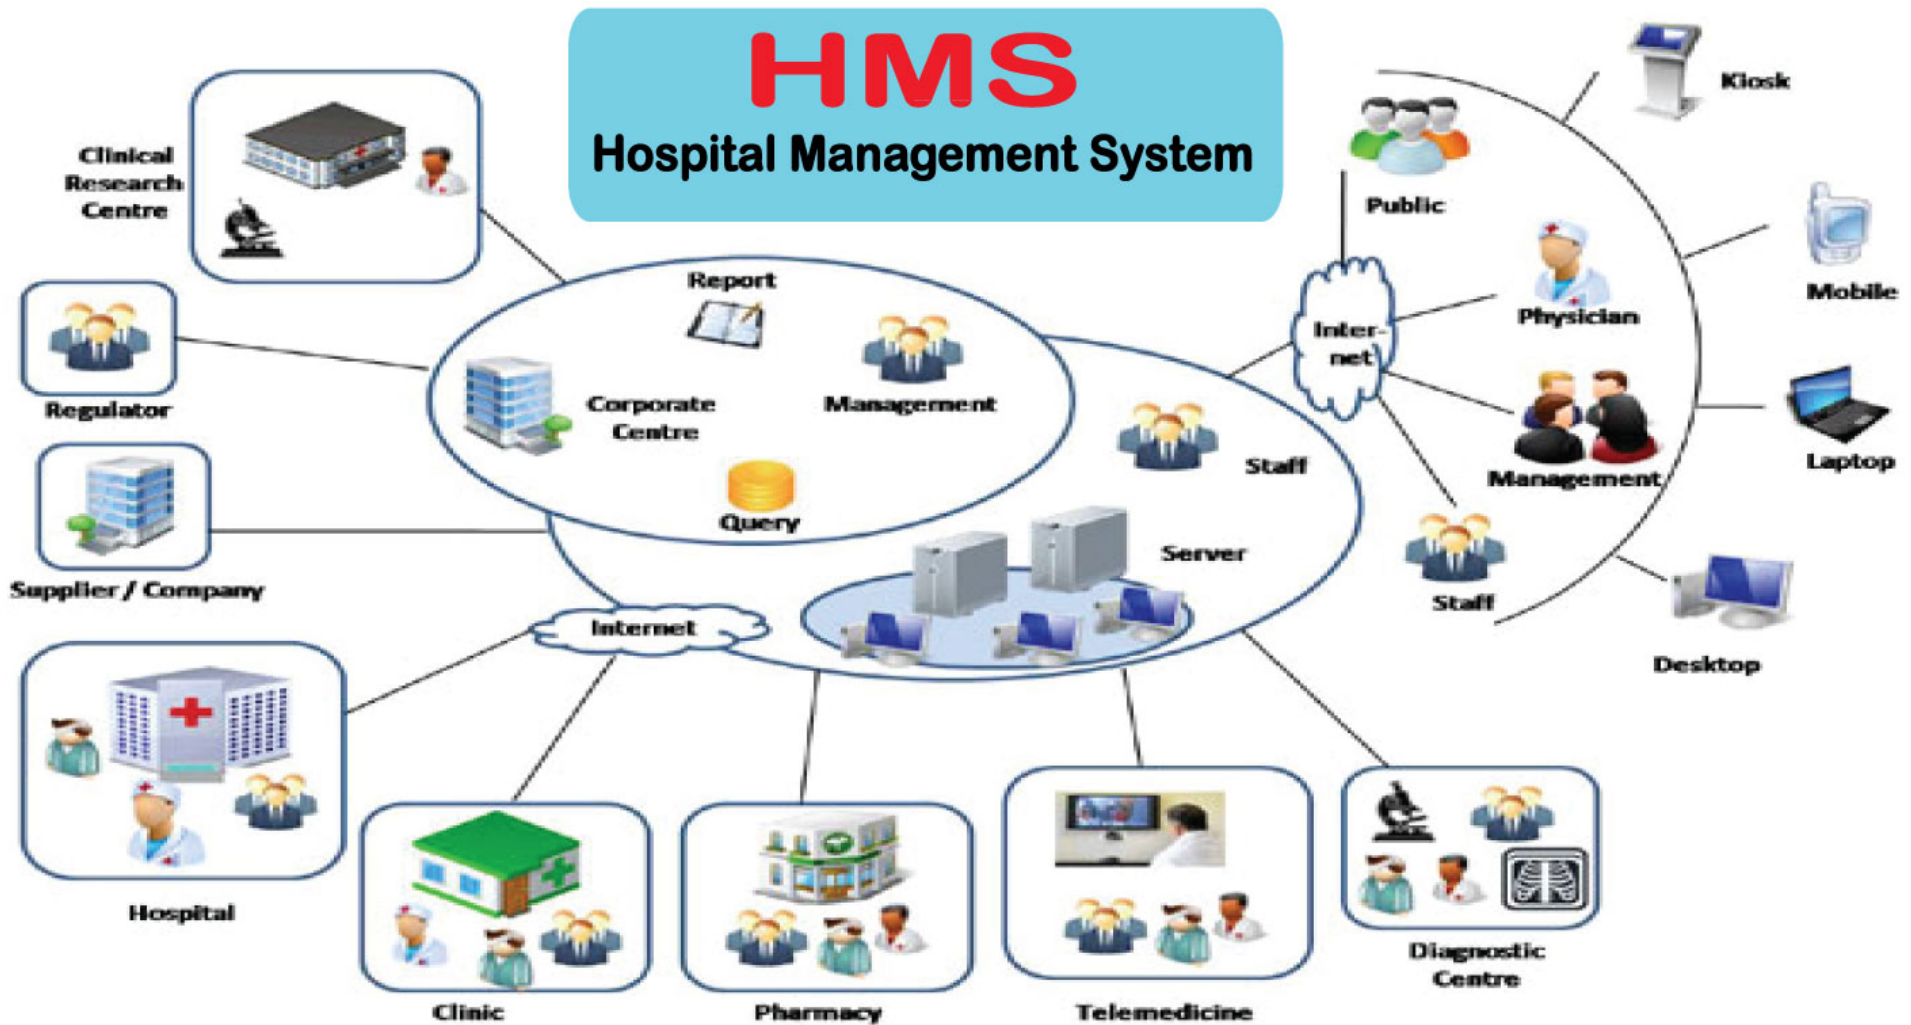 HMS
Hospital Management System
Clinical
Research
Centre
Regulator
Supplier / Company
Report
Corporate
Centre
Management
Query
Staff
Server
Internet
Inter-
net
Public
Physician
Management
Staff
Kiosk
Mobile
Laptop
Desktop
Hospital
Clinic
Pharmacy
Telemedicine
Diagnostic
Centre